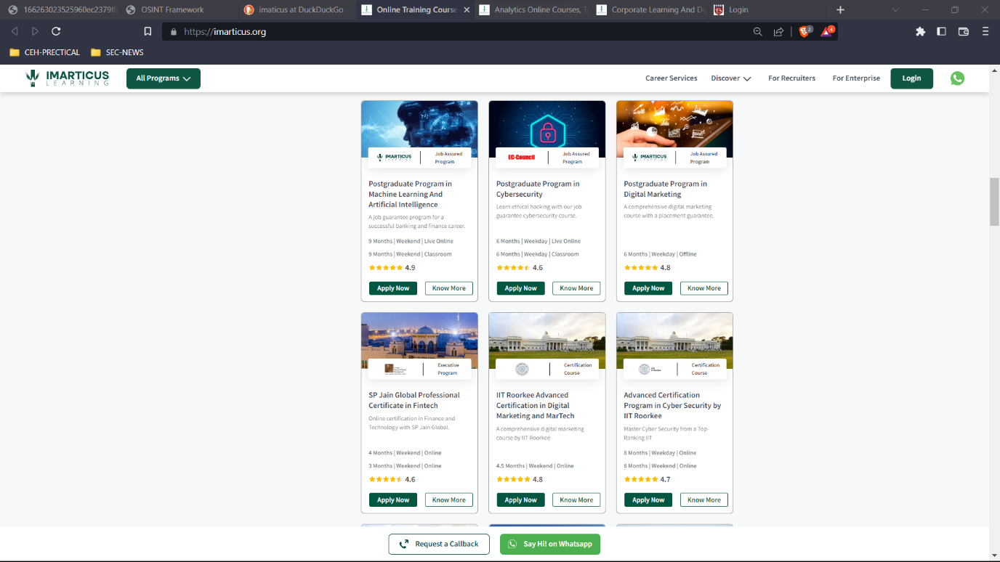 166263023525960ec2379f8
OSINT Framework
imaticus at DuckDuckGo
Online Training Course
Analytics Online Courses, T
Corporate Learning And De
Login
https://imarticus.org
2
4
CEH-PRECTICAL
SEC-NEWS
IMARTICUS
LEARNING
All Programs
Career Services
Discover
For Recruiters
For Enterprise
Login
IMARTICUS
LEARNING
Job Assured
Program
Postgraduate Program in
Machine Learning And
Artificial Intelligence
A job guarantee program for a
successful banking and finance career.
9 Months | Weekend | Live Online
9 Months | Weekend | Classroom
4.9
Apply Now
Know More
EC-Council
Job Assured
Program
Postgraduate Program in
Cybersecurity
Learn ethical hacking with our job
guarantee cybersecurity course.
6 Months | Weekday | Live Online
6 Months | Weekday | Classroom
4.6
Apply Now
Know More
IMARTICUS
LEARNING
Job Assured
Program
Postgraduate Program in
Digital Marketing
A comprehensive digital marketing
course with a placement guarantee.
6 Months | Weekday | Offline
4.8
Apply Now
Know More
Executive
Program
SP Jain Global Professional
Certificate in Fintech
Online certification in Finance and
Technology with SP Jain Global.
4 Months | Weekend | Online
3 Months | Weekend | Online
4.6
Apply Now
Know More
Certification
Course
IIT Roorkee Advanced
Certification in Digital
Marketing and MarTech
A comprehensive digital marketing
course by IIT Roorkee
4.5 Months | Weekend | Online
4.8
Apply Now
Know More
Certification
Course
Advanced Certification
Program in Cyber Security by
IIT Roorkee
Master Cyber Security from a Top-
Ranking IIT
8 Months | Weekday | Online
8 Months | Weekend | Online
4.7
Apply Now
Know More
Request a Callback
Say Hi! on Whatsapp